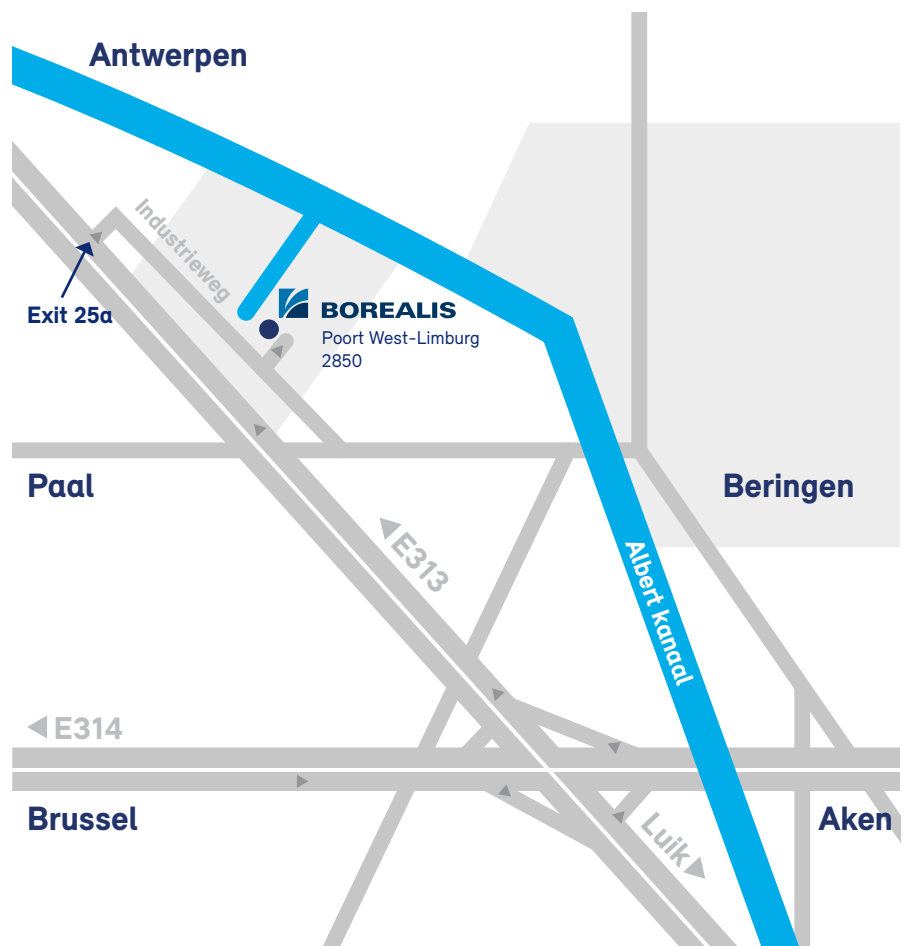 Antwerpen
Industrieweg
Exit 25a
BOREALIS
Poort West-Limburg
2850
Paal
Beringen
E313
Albert kanaal
E314
Brussel
Luik
Aken